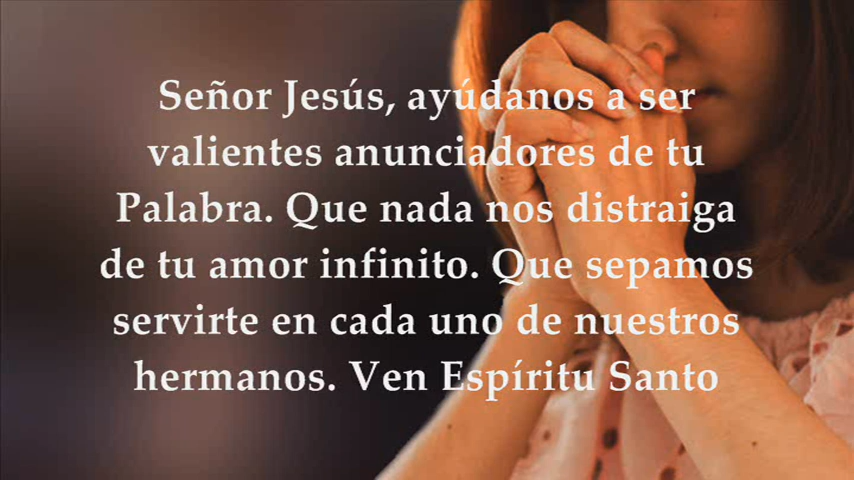 Señor Jesús, ayúdanos a ser
valientes anunciadores de tu
Palabra. Que nada nos distraiga
de tu amor infinito. Que sepamos
servirte en cada uno de nuestros
hermanos. Ven Espíritu Santo